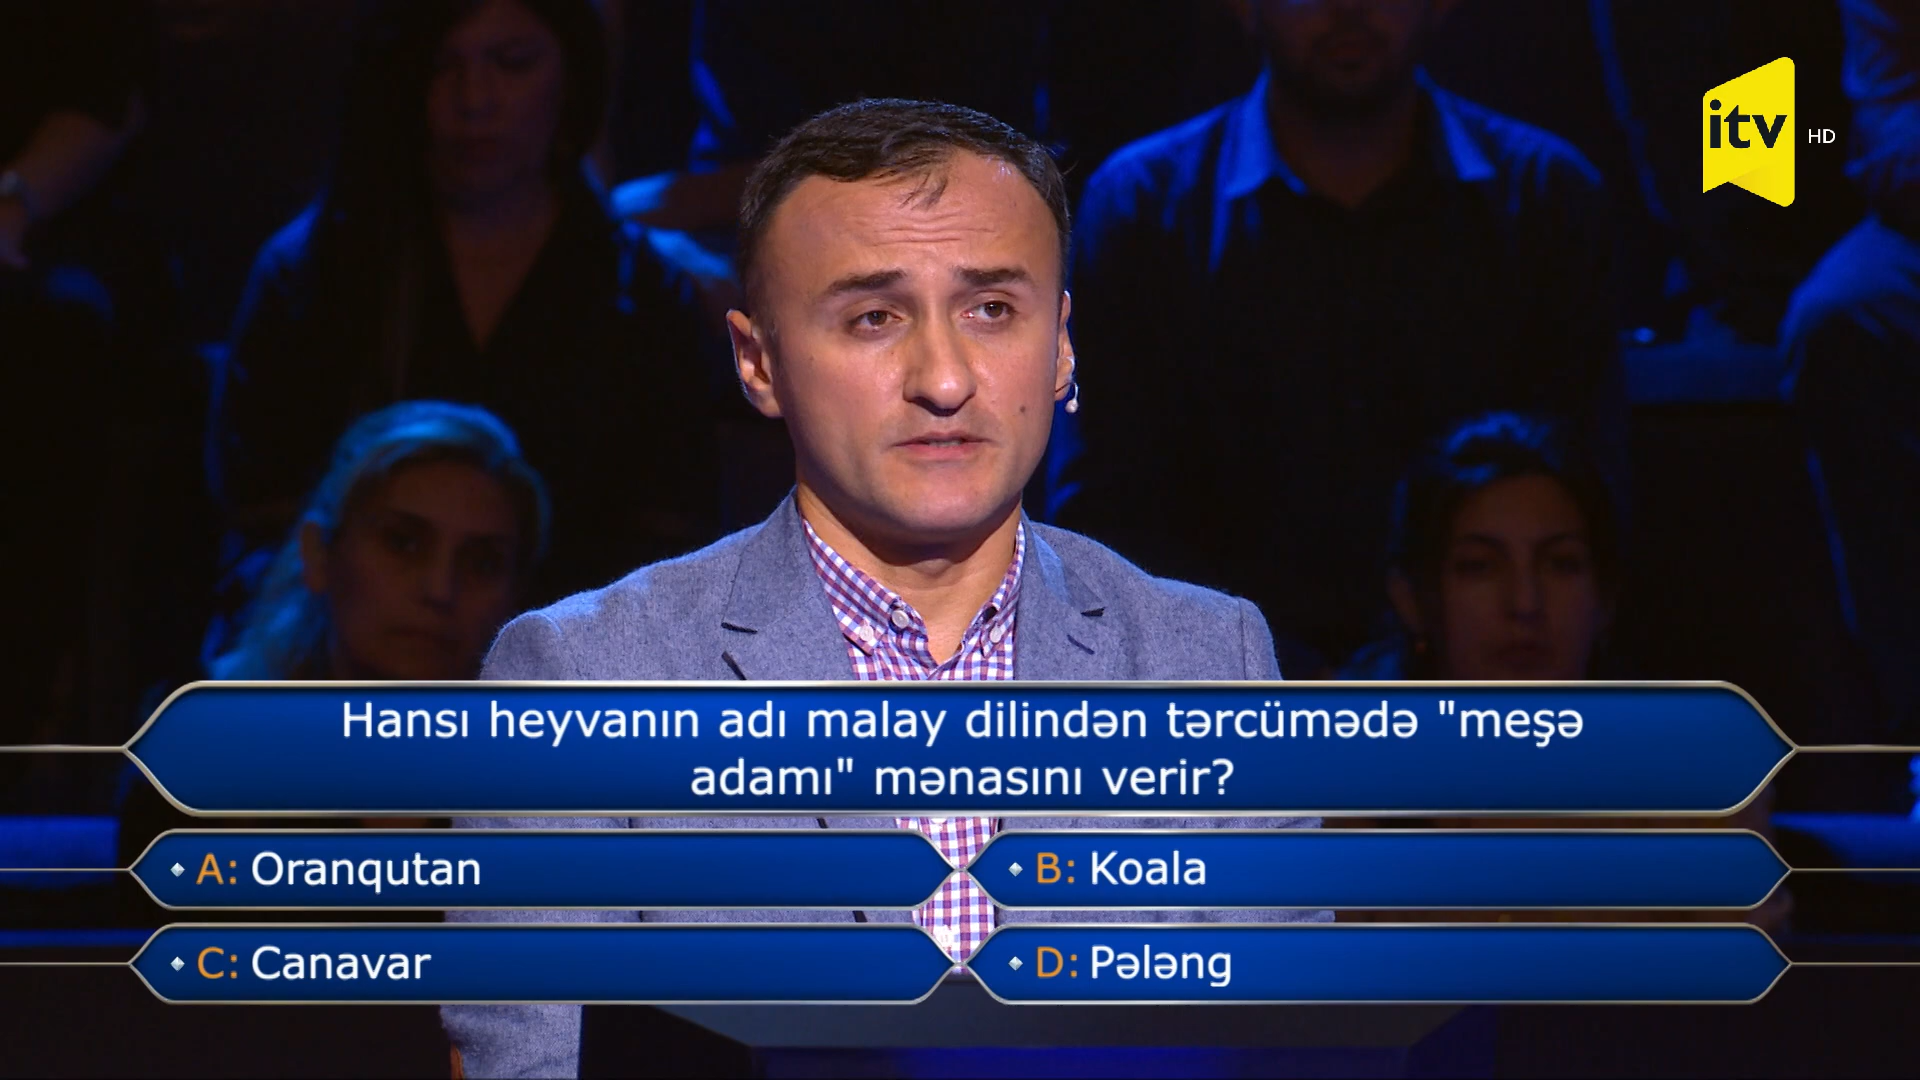 itv HD
Hansı heyvanın adı malay dilindən tərcümədə "meşə
adamı" mənasını verir?
A: Oranqutan
B: Koala
C: Canavar
D: Pələng